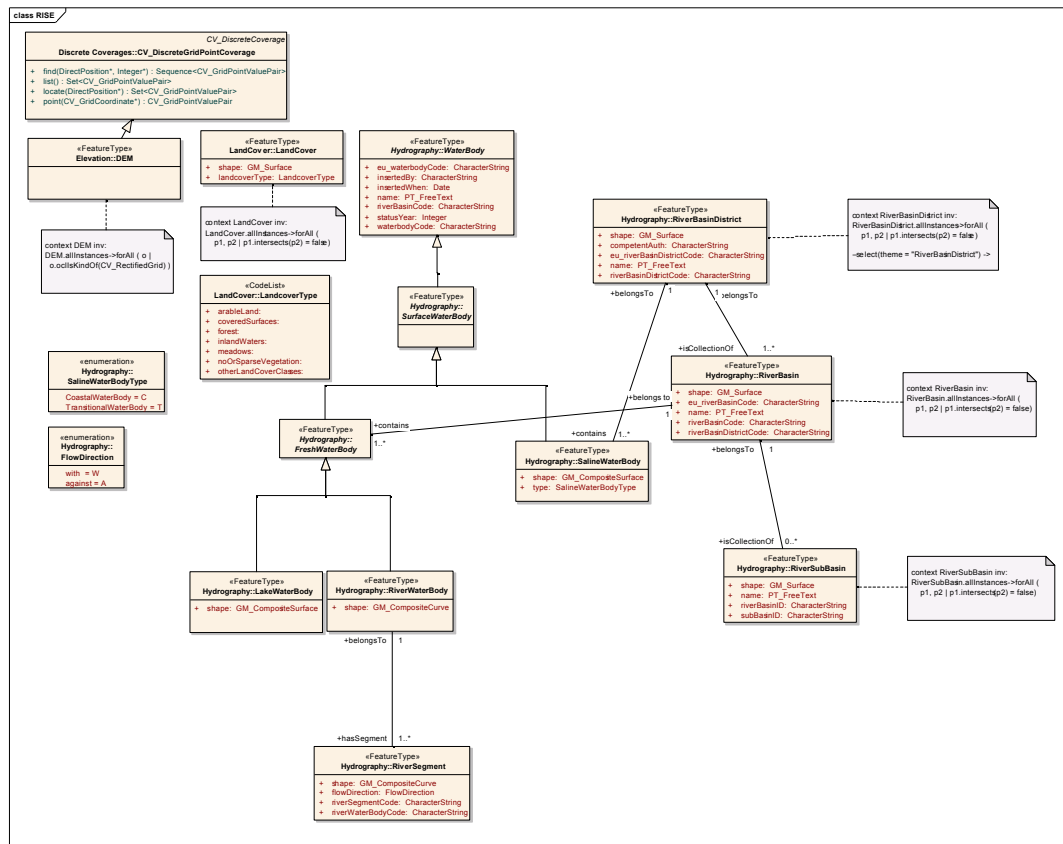 class RISE
CV_DiscreteCoverage
Discrete Coverages::CV_DiscreteGridPointCoverage
+ find(DirectPosition*, Integer*) : Sequence<CV_GridPointValuePair>
+ list() : Set<CV_GridPointValuePair>
+ locate(DirectPosition*) : Set<CV_GridPointValuePair>
+ point(CV_GridCoordinate*) : CV_GridPointValuePair
«FeatureType»
Elevation::DEM
context DEM inv:
DEM.allInstances->forAll ( o |
o.oclIsKindOf(CV_RectifiedGrid) )
«FeatureType»
LandCover::LandCover
+ shape: GM_Surface
+ landcoverType: LandcoverType
context LandCover inv:
LandCover.allInstances->forAll (
p1, p2 | p1.intersects(p2) = false)
«CodeList»
LandCover::LandcoverType
+ arableLand:
+ coveredSurfaces:
+ forest:
+ inlandWaters:
+ meadows:
+ noOrSparseVegetation:
+ otherLandCoverClasses:
«enumeration»
Hydrography::
SalineWaterBodyType
CoastalWaterBody = C
TransitionalWaterBody = T
«enumeration»
Hydrography::
FlowDirection
with = W
against = A
«FeatureType»
Hydrography::WaterBody
+ eu_waterbodyCode: CharacterString
+ insertedBy: CharacterString
+ insertedWhen: Date
+ name: PT_FreeText
+ riverBasinCode: CharacterString
+ statusYear: Integer
+ waterbodyCode: CharacterString
«FeatureType»
Hydrography::
SurfaceWaterBody
«FeatureType»
Hydrography::RiverBasinDistrict
+ shape: GM_Surface
+ competentAuth: CharacterString
+ eu_riverBasinDistrictCode: CharacterString
+ name: PT_FreeText
+ riverBasinDistrictCode: CharacterString
context RiverBasinDistrict inv:
RiverBasinDistrict.allInstances->forAll (
p1, p2 | p1.intersects(p2) = false)
--select(theme = "RiverBasinDistrict") ->
+belongsTo 1
1 +belongsTo
+isCollectionOf 1..*
«FeatureType»
Hydrography::RiverBasin
+ shape: GM_Surface
+ eu_riverBasinCode: CharacterString
+ name: PT_FreeText
+ riverBasinCode: CharacterString
+ riverBasinDistrictCode: CharacterString
context RiverBasin inv:
RiverBasin.allInstances->forAll (
p1, p2 | p1.intersects(p2) = false)
+belongs to
1
+contains
1..*
«FeatureType»
Hydrography::
FreshWaterBody
+contains 1..*
«FeatureType»
Hydrography::SalineWaterBody
+ shape: GM_CompositeSurface
+ type: SalineWaterBodyType
+belongsTo 1
+isCollectionOf 0..*
«FeatureType»
Hydrography::RiverSubBasin
+ shape: GM_Surface
+ name: PT_FreeText
+ riverBasinID: CharacterString
+ subBasinID: CharacterString
context RiverSubBasin inv:
RiverSubBasin.allInstances->forAll (
p1, p2 | p1.intersects(p2) = false)
«FeatureType»
Hydrography::LakeWaterBody
+ shape: GM_CompositeSurface
«FeatureType»
Hydrography::RiverWaterBody
+ shape: GM_CompositeCurve
+belongsTo 1
+hasSegment 1..*
«FeatureType»
Hydrography::RiverSegment
+ shape: GM_CompositeCurve
+ flowDirection: FlowDirection
+ riverSegmentCode: CharacterString
+ riverWaterBodyCode: CharacterString